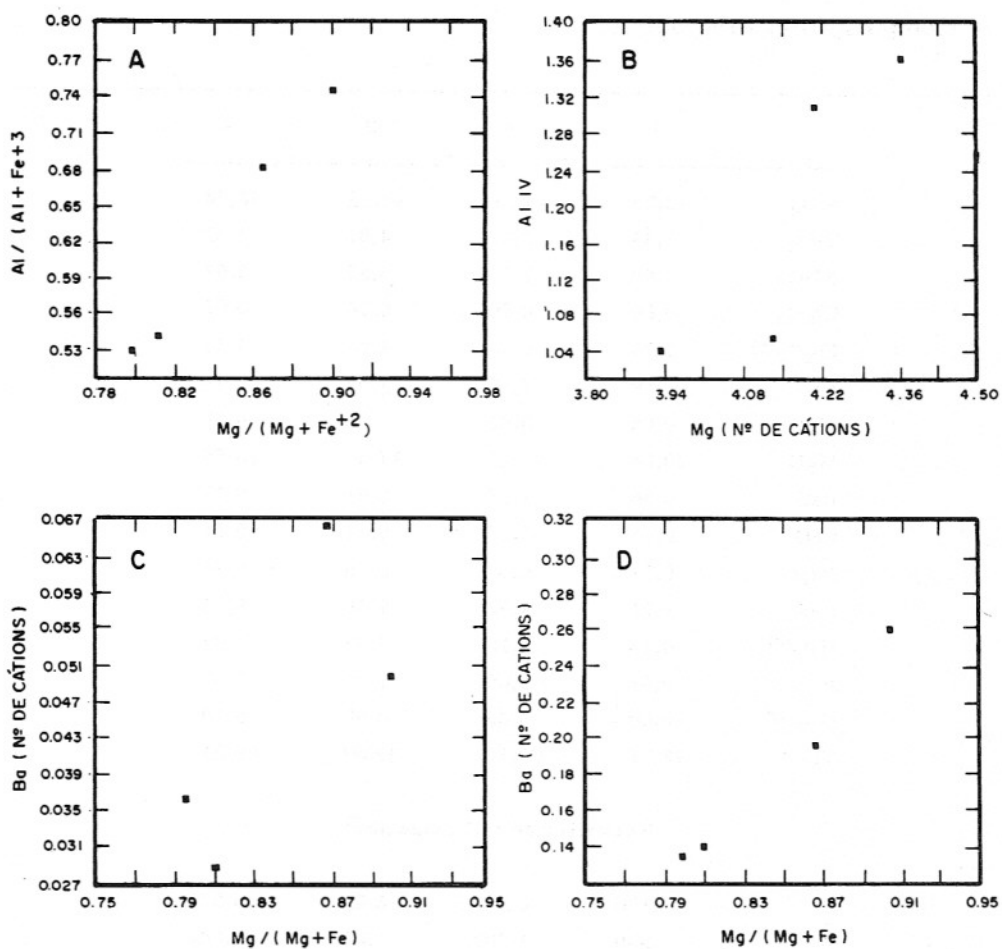 A
Al / (Al + Fe+3
0.80
0.77
0.74
0.71
0.68
0.65
0.62
0.59
0.56
0.53
0.78 0.82 0.86 0.90 0.94 0.98
Mg / (Mg + Fe+2)
B
Al IV
1.40
1.36
1.32
1.28
1.24
1.20
1.16
1.12
1.08
1.04
3.80 3.94 4.08 4.22 4.36 4.50
Mg (Nº DE CÁTIONS)
C
Ba ( Nº DE CÁTIONS)
0.067
0.063
0.059
0.055
0.051
0.047
0.043
0.039
0.035
0.031
0.027
0.75 0.79 0.83 0.87 0.91 0.95
Mg / (Mg+Fe)
D
Ba ( Nº DE CATIONS)
0.32
0.30
0.28
0.26
0.24
0.22
0.20
0.18
0.16
0.14
0.75 0.79 0.83 0.87 0.91 0.95
Mg / (Mg+Fe)